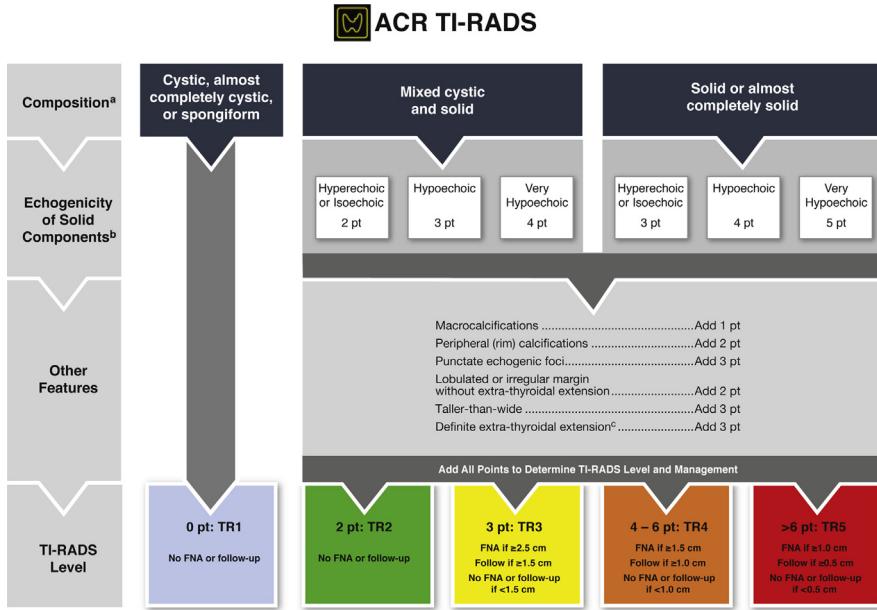 ACR TI-RADS
Compositionᵃ
Cystic, almost
completely cystic,
or spongiform
Mixed cystic
and solid
Solid or almost
completely solid
Echogenicity
of Solid
Componentsᵇ
Hyperechoic
or Isoechoic
2 pt
Hypoechoic
3 pt
Very
Hypoechoic
4 pt
Hyperechoic
or Isoechoic
3 pt
Hypoechoic
4 pt
Very
Hypoechoic
5 pt
Other
Features
Macrocalcifications ..............................................Add 1 pt
Peripheral (rim) calcifications ................................Add 2 pt
Punctate echogenic foci.......................................Add 3 pt
Lobulated or irregular margin
without extra-thyroidal extension.........................Add 2 pt
Taller-than-wide ...................................................Add 3 pt
Definite extra-thyroidal extensionᶜ.......................Add 3 pt
Add All Points to Determine TI-RADS Level and Management
TI-RADS
Level
0 pt: TR1
No FNA or follow-up
2 pt: TR2
No FNA or follow-up
3 pt: TR3
FNA if ≥2.5 cm
Follow if ≥1.5 cm
No FNA or follow-up
if <1.5 cm
4 – 6 pt: TR4
FNA if ≥1.5 cm
Follow if ≥1.0 cm
No FNA or follow-up
if <1.0 cm
>6 pt: TR5
FNA if ≥1.0 cm
Follow if ≥0.5 cm
No FNA or follow-up
if <0.5 cm